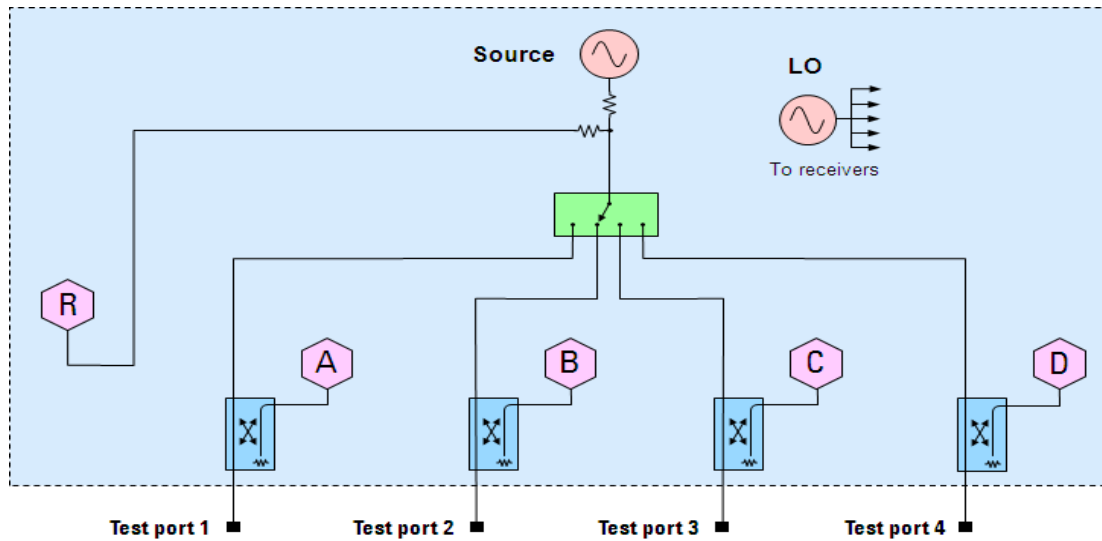 Source
LO
To receivers
R
A
B
C
D
Test port 1
Test port 2
Test port 3
Test port 4